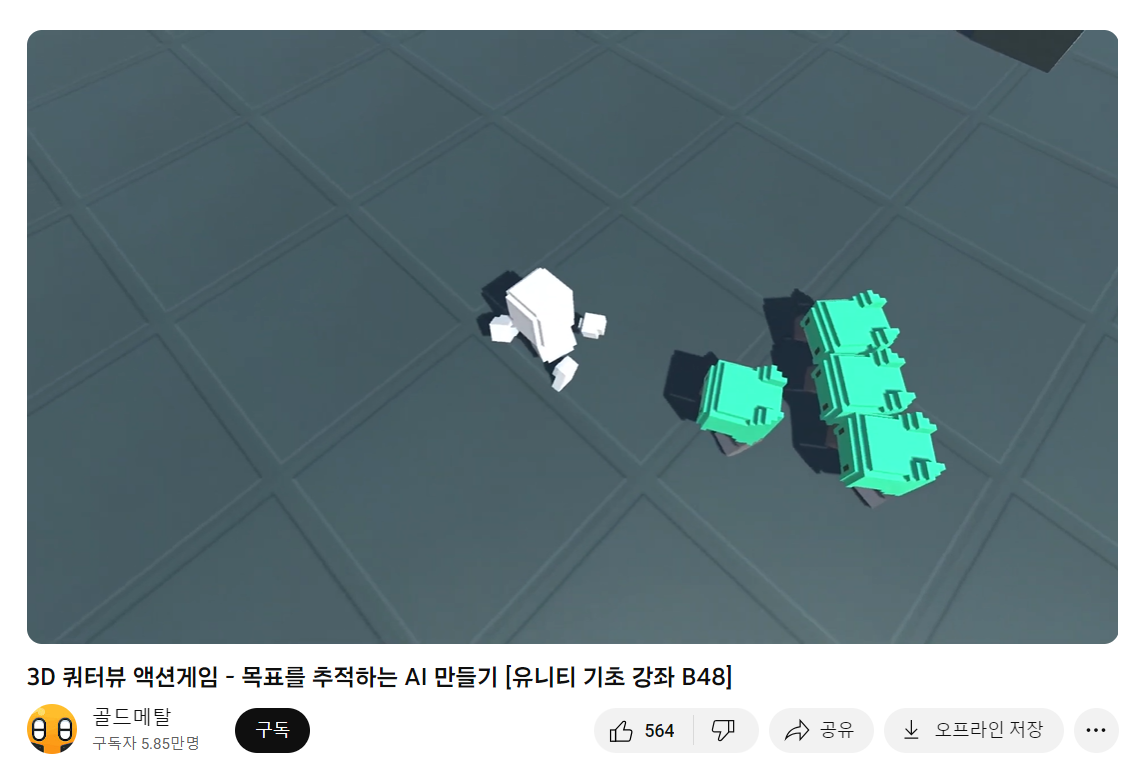 3D 쿼터뷰 액션게임 - 목표를 추적하는 AI 만들기 [유니티 기초 강좌 B48]
골드메탈
구독자 5.85만명
구독
564
공유
오프라인 저장